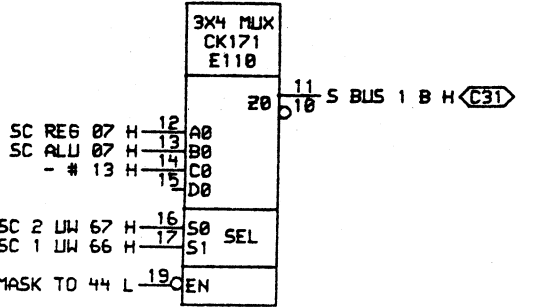 3X4 MUX
CK171
E110
Z0 11 S BUS 1 B H C31
10
SC REG 07 H 12 A0
SC ALU 07 H 13 B0
- # 13 H 14 C0
15 D0
SC 2 UW 67 H 16 S0
SEL
SC 1 UW 66 H 17 S1
MASK TO 44 L 19 EN